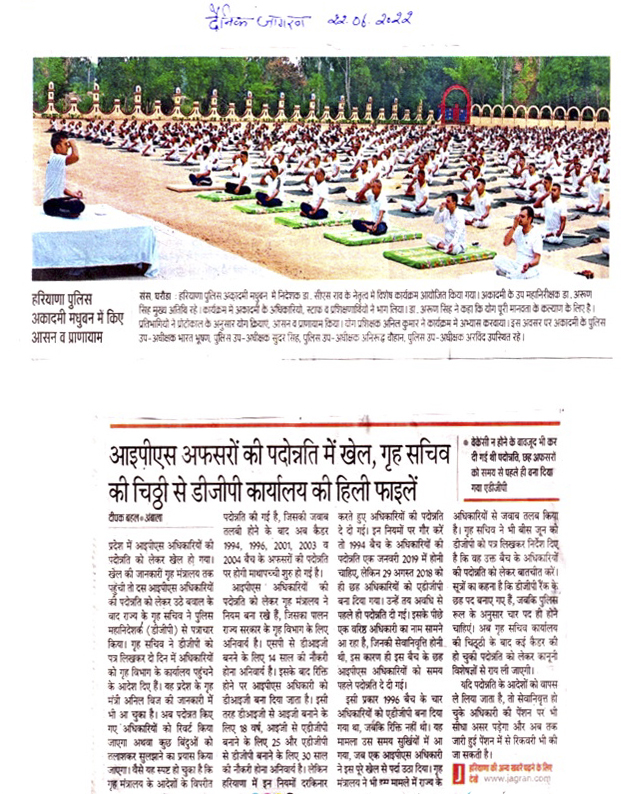 दैनिक जागरण 22.06.2022
हरियाणा पुलिस
अकादमी मधुबन में किए
आसन व प्राणायाम
संस, घरौंडा : हरियाणा पुलिस अकादमी मधुबन में निदेशक डा. सीएस राव के नेतृत्व में विशेष कार्यक्रम आयोजित किया गया। अकादमी के उप महानिरीक्षक डा. अरूण
सिंह मुख्य अतिथि रहे। कार्यक्रम में अकादमी के अधिकारियों, स्टाफ व प्रशिक्षणार्थियों ने भाग लिया। डा. अरूण सिंह ने कहा कि योग पूरी मानवता के कल्याण के लिए है।
प्रतिभागियों ने प्रोटोकाल के अनुसार योग क्रियाएं, आसन व प्राणायाम किया। योग प्रशिक्षक अनिल कुमार ने कार्यक्रम में अभ्यास करवाया। इस अवसर पर अकादमी के पुलिस
उप-अधीक्षक भारत भूषण, पुलिस उप-अधीक्षक सुंदर सिंह, पुलिस उप-अधीक्षक अनिरूद्ध चौहान, पुलिस उप-अधीक्षक अरविंद उपस्थित रहे।
आइपीएस अफसरों की पदोन्नति में खेल, गृह सचिव
की चिठ्ठी से डीजीपी कार्यालय की हिली फाइलें
• वेकेंसी न होने के बावजूद भी कर
दी गई थी पदोन्नति, छह अफसरों
को समय से पहले ही बना दिया
गया एडीजीपी
दीपक बहल • अंबाला
प्रदेश में आइपीएस अधिकारियों की
पदोन्नति को लेकर खेल हो गया।
खेल की जानकारी गृह मंत्रालय तक
पहुंची तो दस आइपीएस अधिकारियों
की पदोन्नति को लेकर उठे बवाल के
बाद राज्य के गृह सचिव ने पुलिस
महानिदेशक (डीजीपी) से पत्राचार
किया। गृह सचिव ने डीजीपी को
पत्र लिखकर दो दिन में अधिकारियों
को गृह विभाग के कार्यालय पहुंचने
के आदेश दिए हैं। यह प्रदेश के गृह
मंत्री अनिल विज की जानकारी में
भी आ चुका है। अब पदोन्नत किए
गए अधिकारियों को रिवर्ट किया
जाएगा अथवा कुछ बिंदुओं को
तलाशकर सुलझाने का प्रयास किया
जाएगा। वैसे यह स्पष्ट हो चुका है कि
गृह मंत्रालय के आदेशों के विपरीत
पदोन्नति की गई है, जिसकी जवाब
तलबी होने के बाद अब कैडर
1994, 1996, 2001, 2003 व
2004 बैच के अफसरों की पदोन्नति
पर होगी माथापच्ची शुरु हो गई है।
आइपीएस अधिकारियों की
पदोन्नति को लेकर गृह मंत्रालय ने
नियम बना रखे हैं, जिसका पालन
राज्य सरकार के गृह विभाग के लिए
अनिवार्य है। एसपी से डीआइजी
बनने के लिए 14 साल की नौकरी
होना अनिवार्य है। इसके बाद रिक्ति
होने पर आइपीएस अधिकारी को
डीआइजी बना दिया जाता है। इसी
तरह डीआइजी से आइजी बनाने के
लिए 18 वर्ष, आइजी से एडीजीपी
बनाने के लिए 25 और एडीजीपी
से डीजीपी बनाने के लिए 30 साल
की नौकरी होना अनिवार्य है। लेकिन
हरियाणा में इन नियमों दरकिनार
करते हुए अधिकारियों को पदोन्नति
दे दी गई। इन नियमों पर गौर करें
तो 1994 बैच के अधिकारियों की
पदोन्नति एक जनवरी 2019 में होनी
चाहिए, लेकिन 29 अगस्त 2018 को
ही छह अधिकारियों को एडीजीपी
बना दिया गया। उन्हें तय अवधि से
पहले ही पदोन्नति दी गई। इसके पीछे
एक वरिष्ठ अधिकारी का नाम सामने
आ रहा है, जिनकी सेवानिवृत्ति होनी
थी, इस कारण ही इस बैच के छह
आइपीएस अधिकारियों को समय
पहले पदोन्नति दे दी गई।
इसी प्रकार 1996 बैच के चार
अधिकारियों को एडीजीपी बना दिया
गया था, जबकि रिक्ति नहीं थी। यह
मामला उस समय सुर्खियों में आ
गया, जब एक आइपीएस अधिकारी
ने इस पूरे खेल से पर्दा उठा दिया। गृह
मंत्रालय ने भी इस मामले में राज्य के
अधिकारियों से जवाब तलब किया
है। गृह सचिव ने भी बीस जून को
डीजीपी को पत्र लिखकर निर्देश दिए
हैं कि वह उक्त बैच के अधिकारियों
की पदोन्नति को लेकर बातचीत करें।
सूत्रों का कहना है कि डीजीपी रैंक के
छह पद बनाए गए हैं, जबकि पुलिस
रूल के अनुसार चार पद ही होने
चाहिएं। अब गृह सचिव कार्यालय
की चिठ्ठी के बाद कई कैडर की
हो चुकी पदोन्नति को लेकर कानूनी
विशेषज्ञों से राय ली जाएगी।
यदि पदोन्नति के आदेशों को वापस
ले लिया जाता है, तो सेवानिवृत्त हो
चुके अधिकारी की पेंशन पर भी
सीधा असर पड़ेगा और अब तक
जारी हुई पेंशन में से रिकवरी भी की
जा सकती है।
हरियाणा की अन्य खबरें पढ़ने के लिए
देखें www.jagran.com